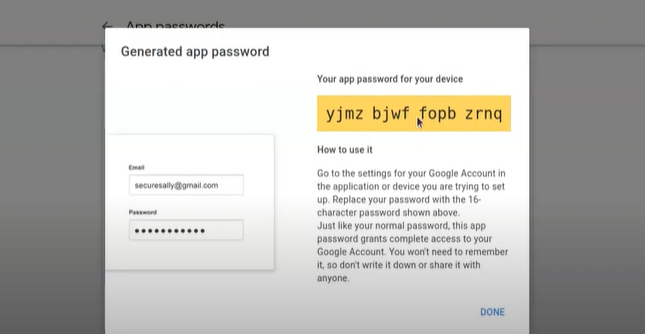 App passwords
Generated app password
Your app password for your device
yjmz bjwf fopb zrnq
How to use it
Email
securesally@gmail.com
Go to the settings for your Google Account in
the application or device you are trying to set
up. Replace your password with the 16-
character password shown above.
Password
•••••••••••
Just like your normal password, this app
password grants complete access to your
Google Account. You won't need to remember
it, so don't write it down or share it with
anyone.
DONE